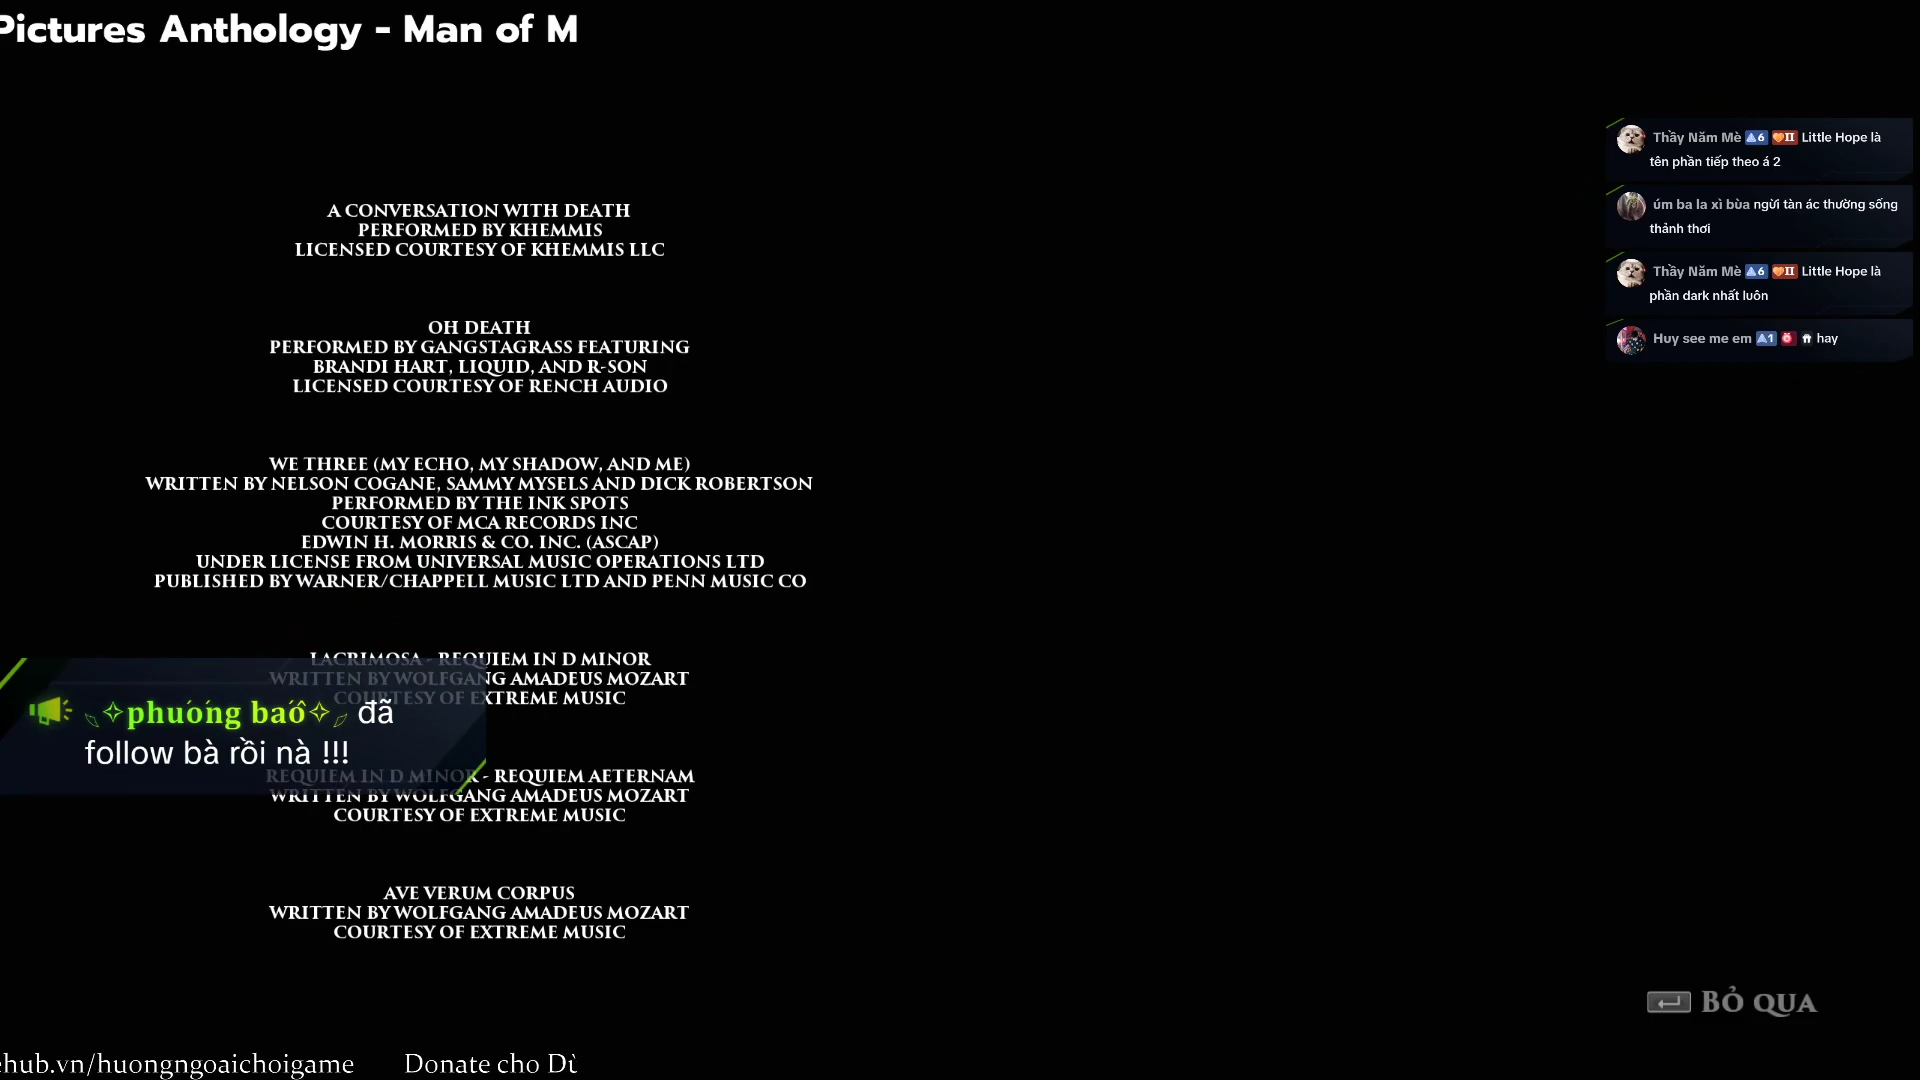 Pictures Anthology - Man of M
A CONVERSATION WITH DEATH
PERFORMED BY KHEMMIS
LICENSED COURTESY OF KHEMMIS LLC
OH DEATH
PERFORMED BY GANGSTAGRASS FEATURING
BRANDI HART, LIQUID, AND R-SON
LICENSED COURTESY OF RENCH AUDIO
WE THREE (MY ECHO, MY SHADOW, AND ME)
WRITTEN BY NELSON COGANE, SAMMY MYSELS AND DICK ROBERTSON
PERFORMED BY THE INK SPOTS
COURTESY OF MCA RECORDS INC
EDWIN H. MORRIS & CO. INC. (ASCAP)
UNDER LICENSE FROM UNIVERSAL MUSIC OPERATIONS LTD
PUBLISHED BY WARNER/CHAPPELL MUSIC LTD AND PENN MUSIC CO
LACRIMOSA - REQUIEM IN D MINOR
WRITTEN BY WOLFGANG AMADEUS MOZART
COURTESY OF EXTREME MUSIC
phương baỏ đã
follow bà rồi nà !!!
REQUIEM IN D MINOR - REQUIEM AETERNAM
WRITTEN BY WOLFGANG AMADEUS MOZART
COURTESY OF EXTREME MUSIC
AVE VERUM CORPUS
WRITTEN BY WOLFGANG AMADEUS MOZART
COURTESY OF EXTREME MUSIC
Thầy Năm Mè 6 II Little Hope là
tên phần tiếp theo á 2
úm ba la xì bùa ngừi tàn ác thường sống
thảnh thơi
Thầy Năm Mè 6 II Little Hope là
phần dark nhất luôn
Huy see me em 1 hay
BỎ QUA
ehub.vn/huongngoaichoigame Donate cho Dì